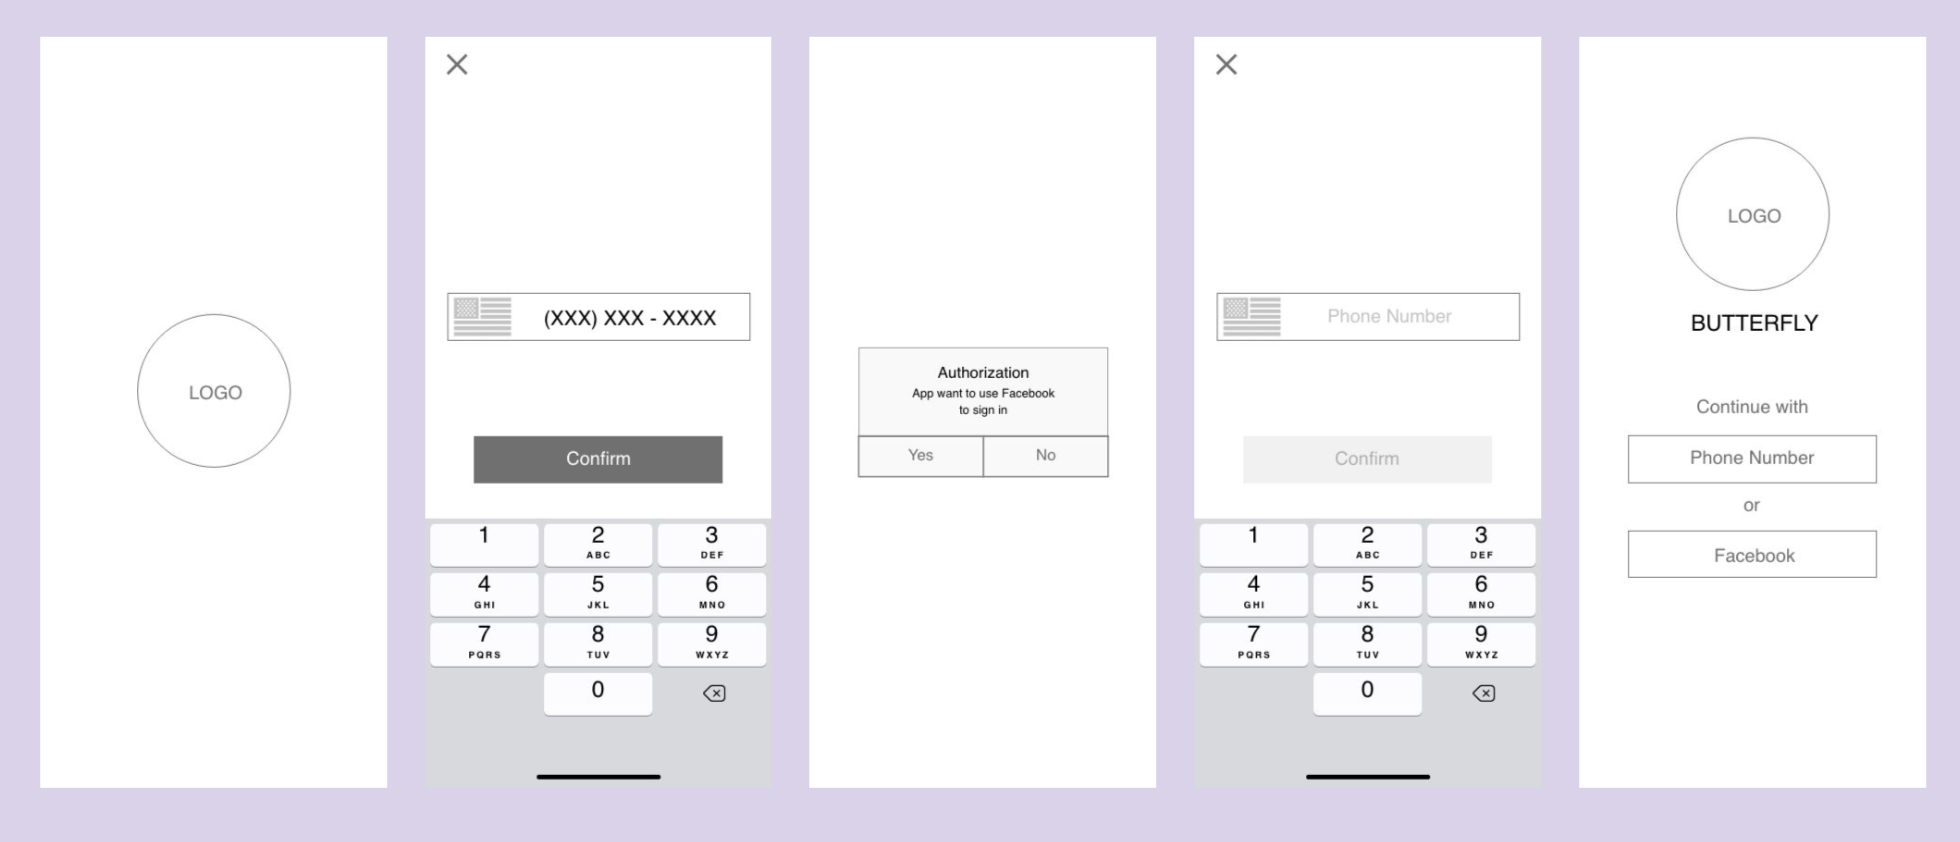 LOGO
(XXX) XXX - XXXX
Confirm
1
2
ABC
3
DEF
4
GHI
5
JKL
6
MNO
7
PQRS
8
TUV
9
WXYZ
0
Authorization
App want to use Facebook
to sign in
Yes
No
Phone Number
Confirm
1
2
ABC
3
DEF
4
GHI
5
JKL
6
MNO
7
PQRS
8
TUV
9
WXYZ
0
LOGO
BUTTERFLY
Continue with
Phone Number
or
Facebook